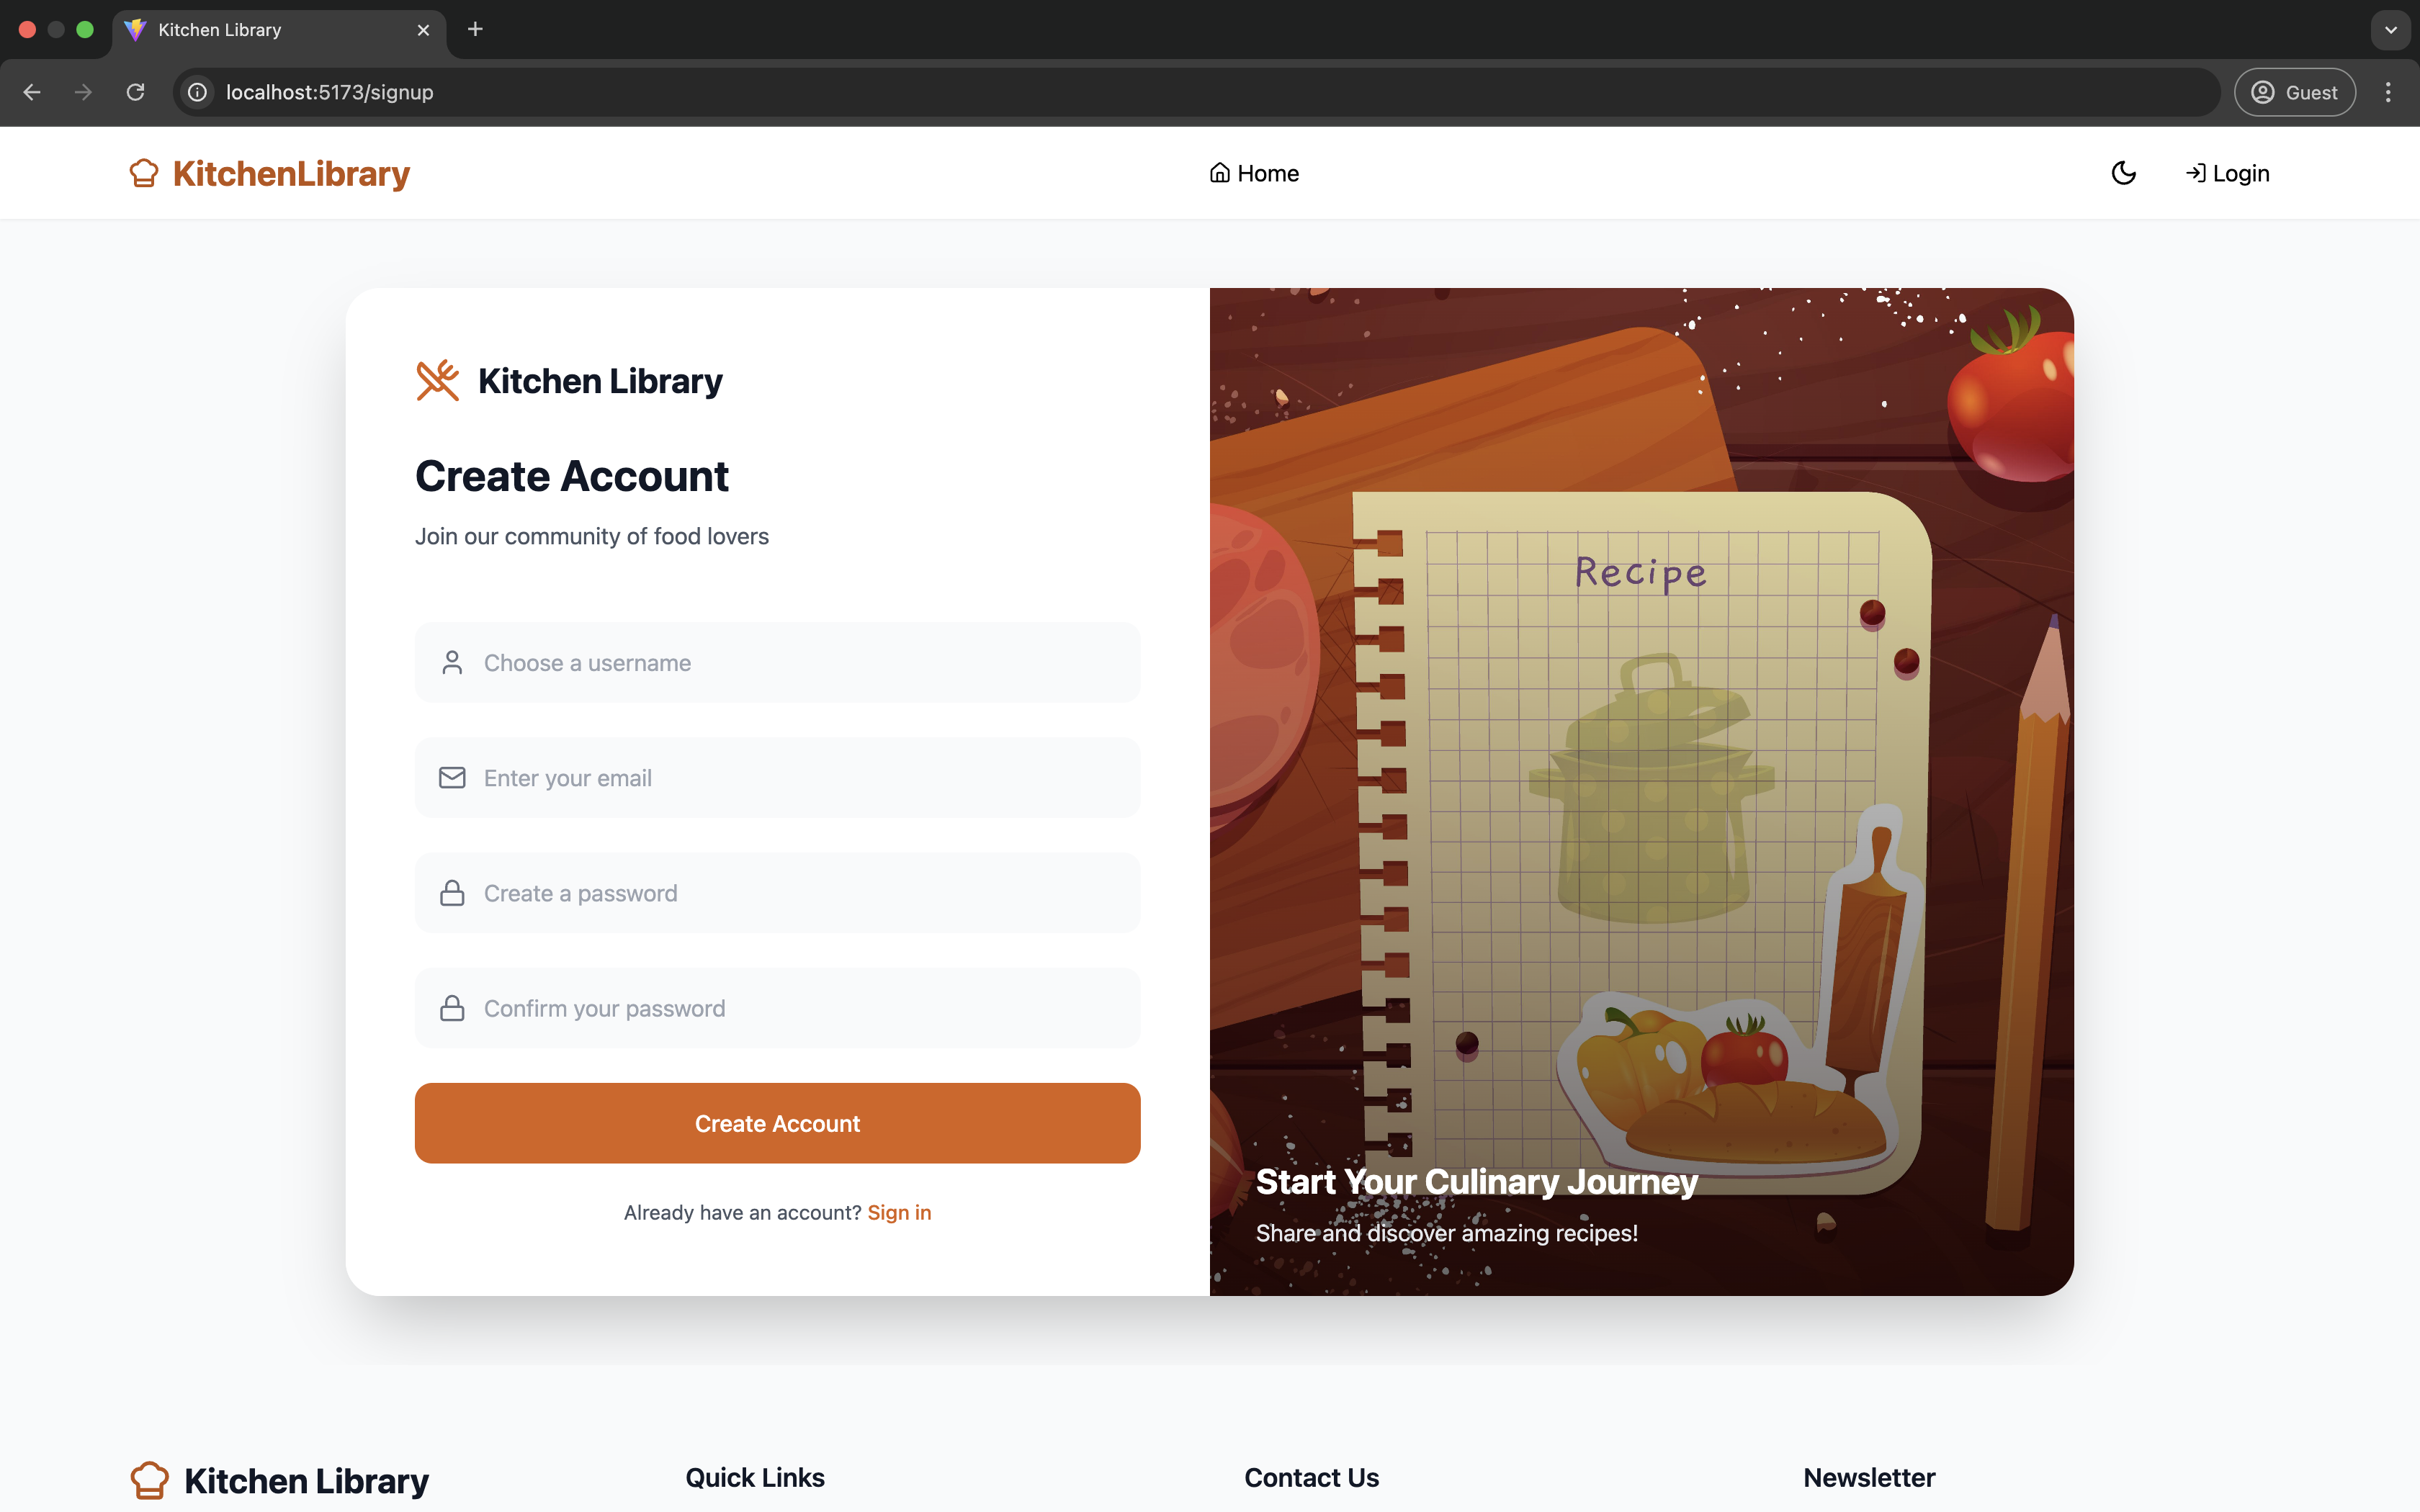 Kitchen Library
localhost:5173/signup
Guest
KitchenLibrary
Home
Login
Kitchen Library
Create Account
Join our community of food lovers
Choose a username
Enter your email
Create a password
Confirm your password
Create Account
Already have an account? Sign in
Recipe
Start Your Culinary Journey
Share and discover amazing recipes!
Kitchen Library
Quick Links
Contact Us
Newsletter